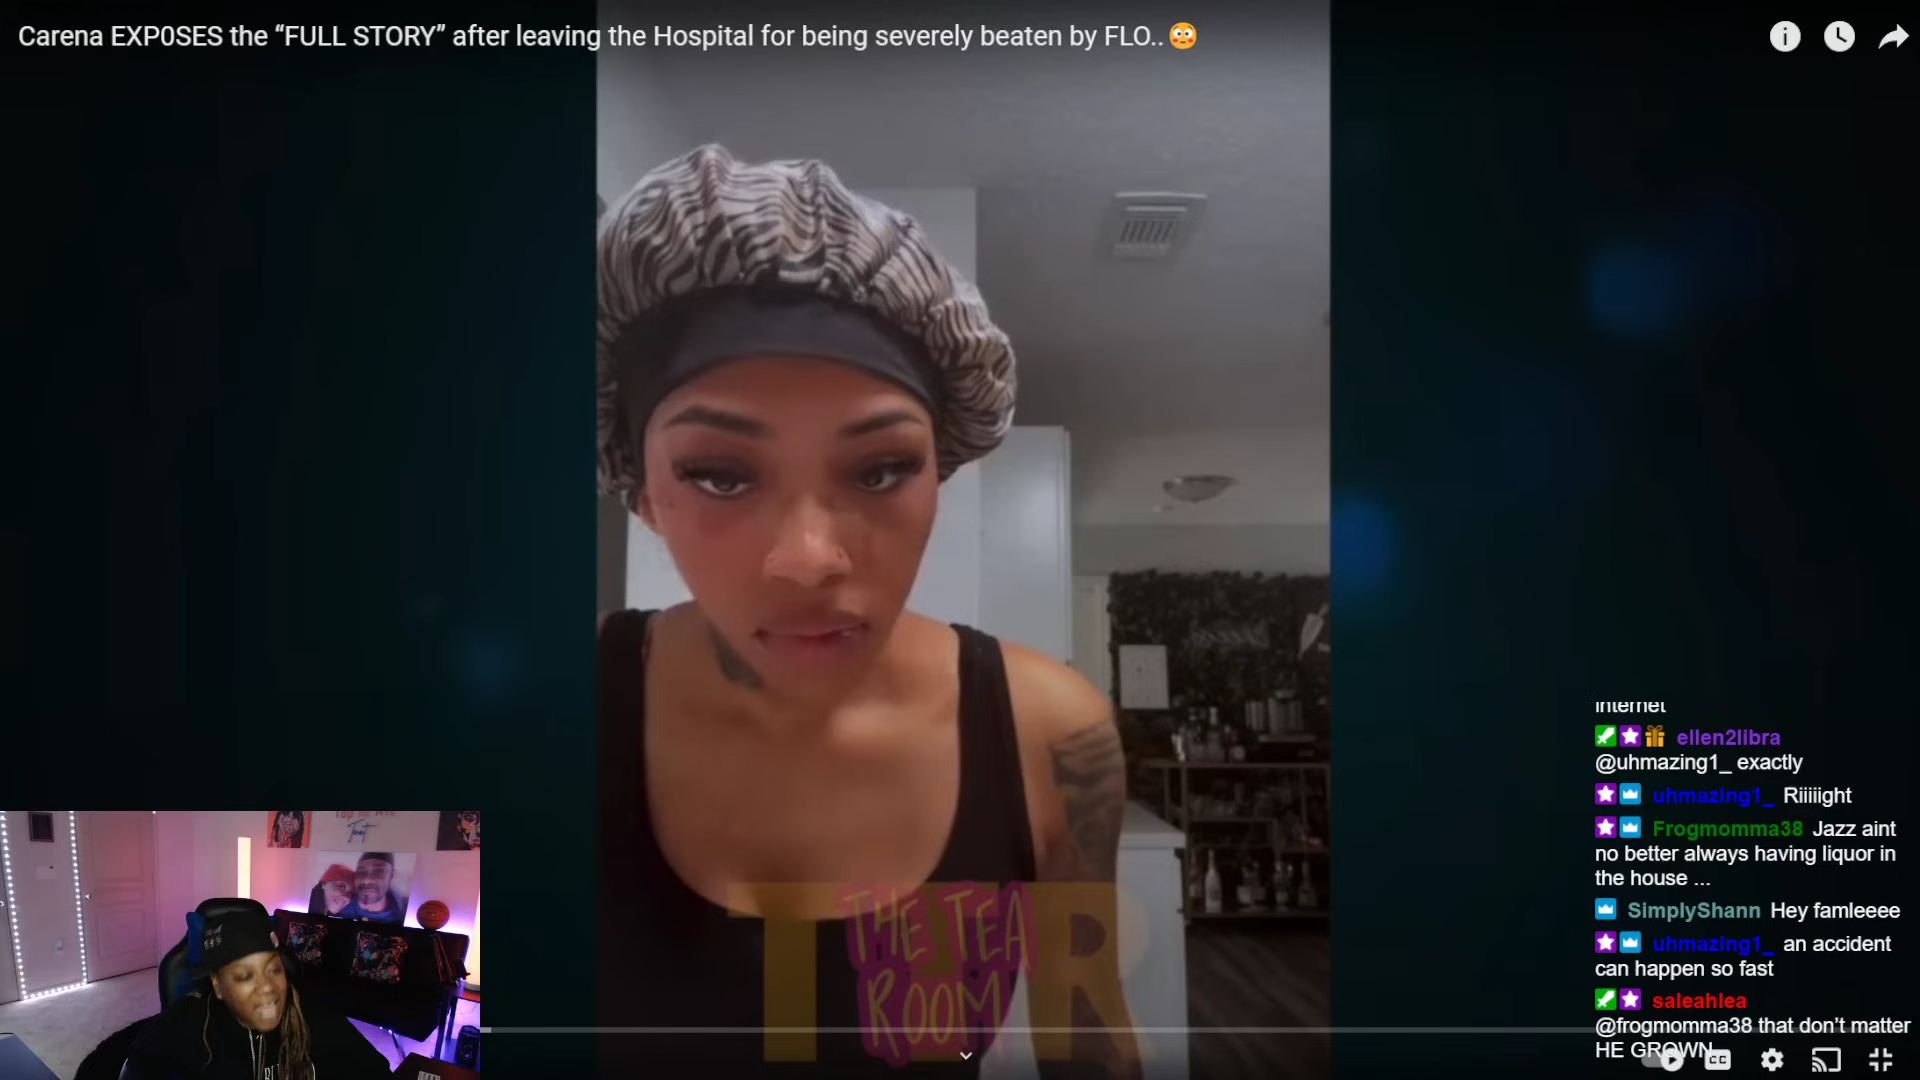 Carena EXP0SES the “FULL STORY” after leaving the Hospital for being severely beaten by FLO..😳
internet
ellen2libra
@uhmazing1_ exactly
uhmazing1_ Riiiiight
Frogmomma38 Jazz aint
no better always having liquor in
the house ...
SimplyShann Hey famleeee
uhmazing1_ an accident
can happen so fast
saleahlea
@frogmomma38 that don’t matter
HE GROWN
CC
T R
THE TEA
ROOM